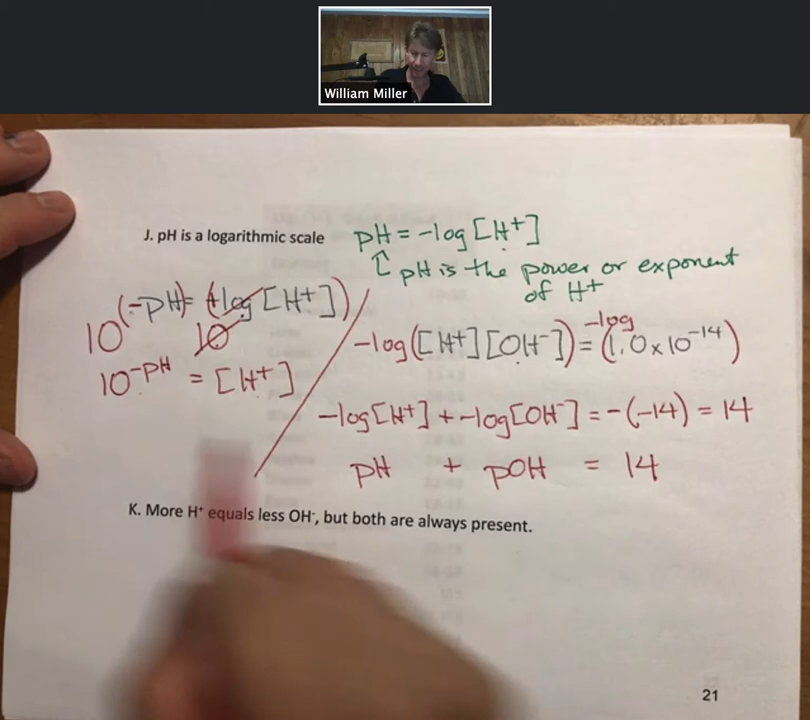 William Miller
J. pH is a logarithmic scale
pH = -log [H+]
pH is the power or exponent
of H+
10^(-pH) = 10^(+log [H+])
10^-pH = [H+]
-log([H+][OH-]) = -log(1.0 x 10^-14)
-log[H+] + -log[OH-] = -(-14) = 14
pH + pOH = 14
K. More H+ equals less OH-, but both are always present.
21